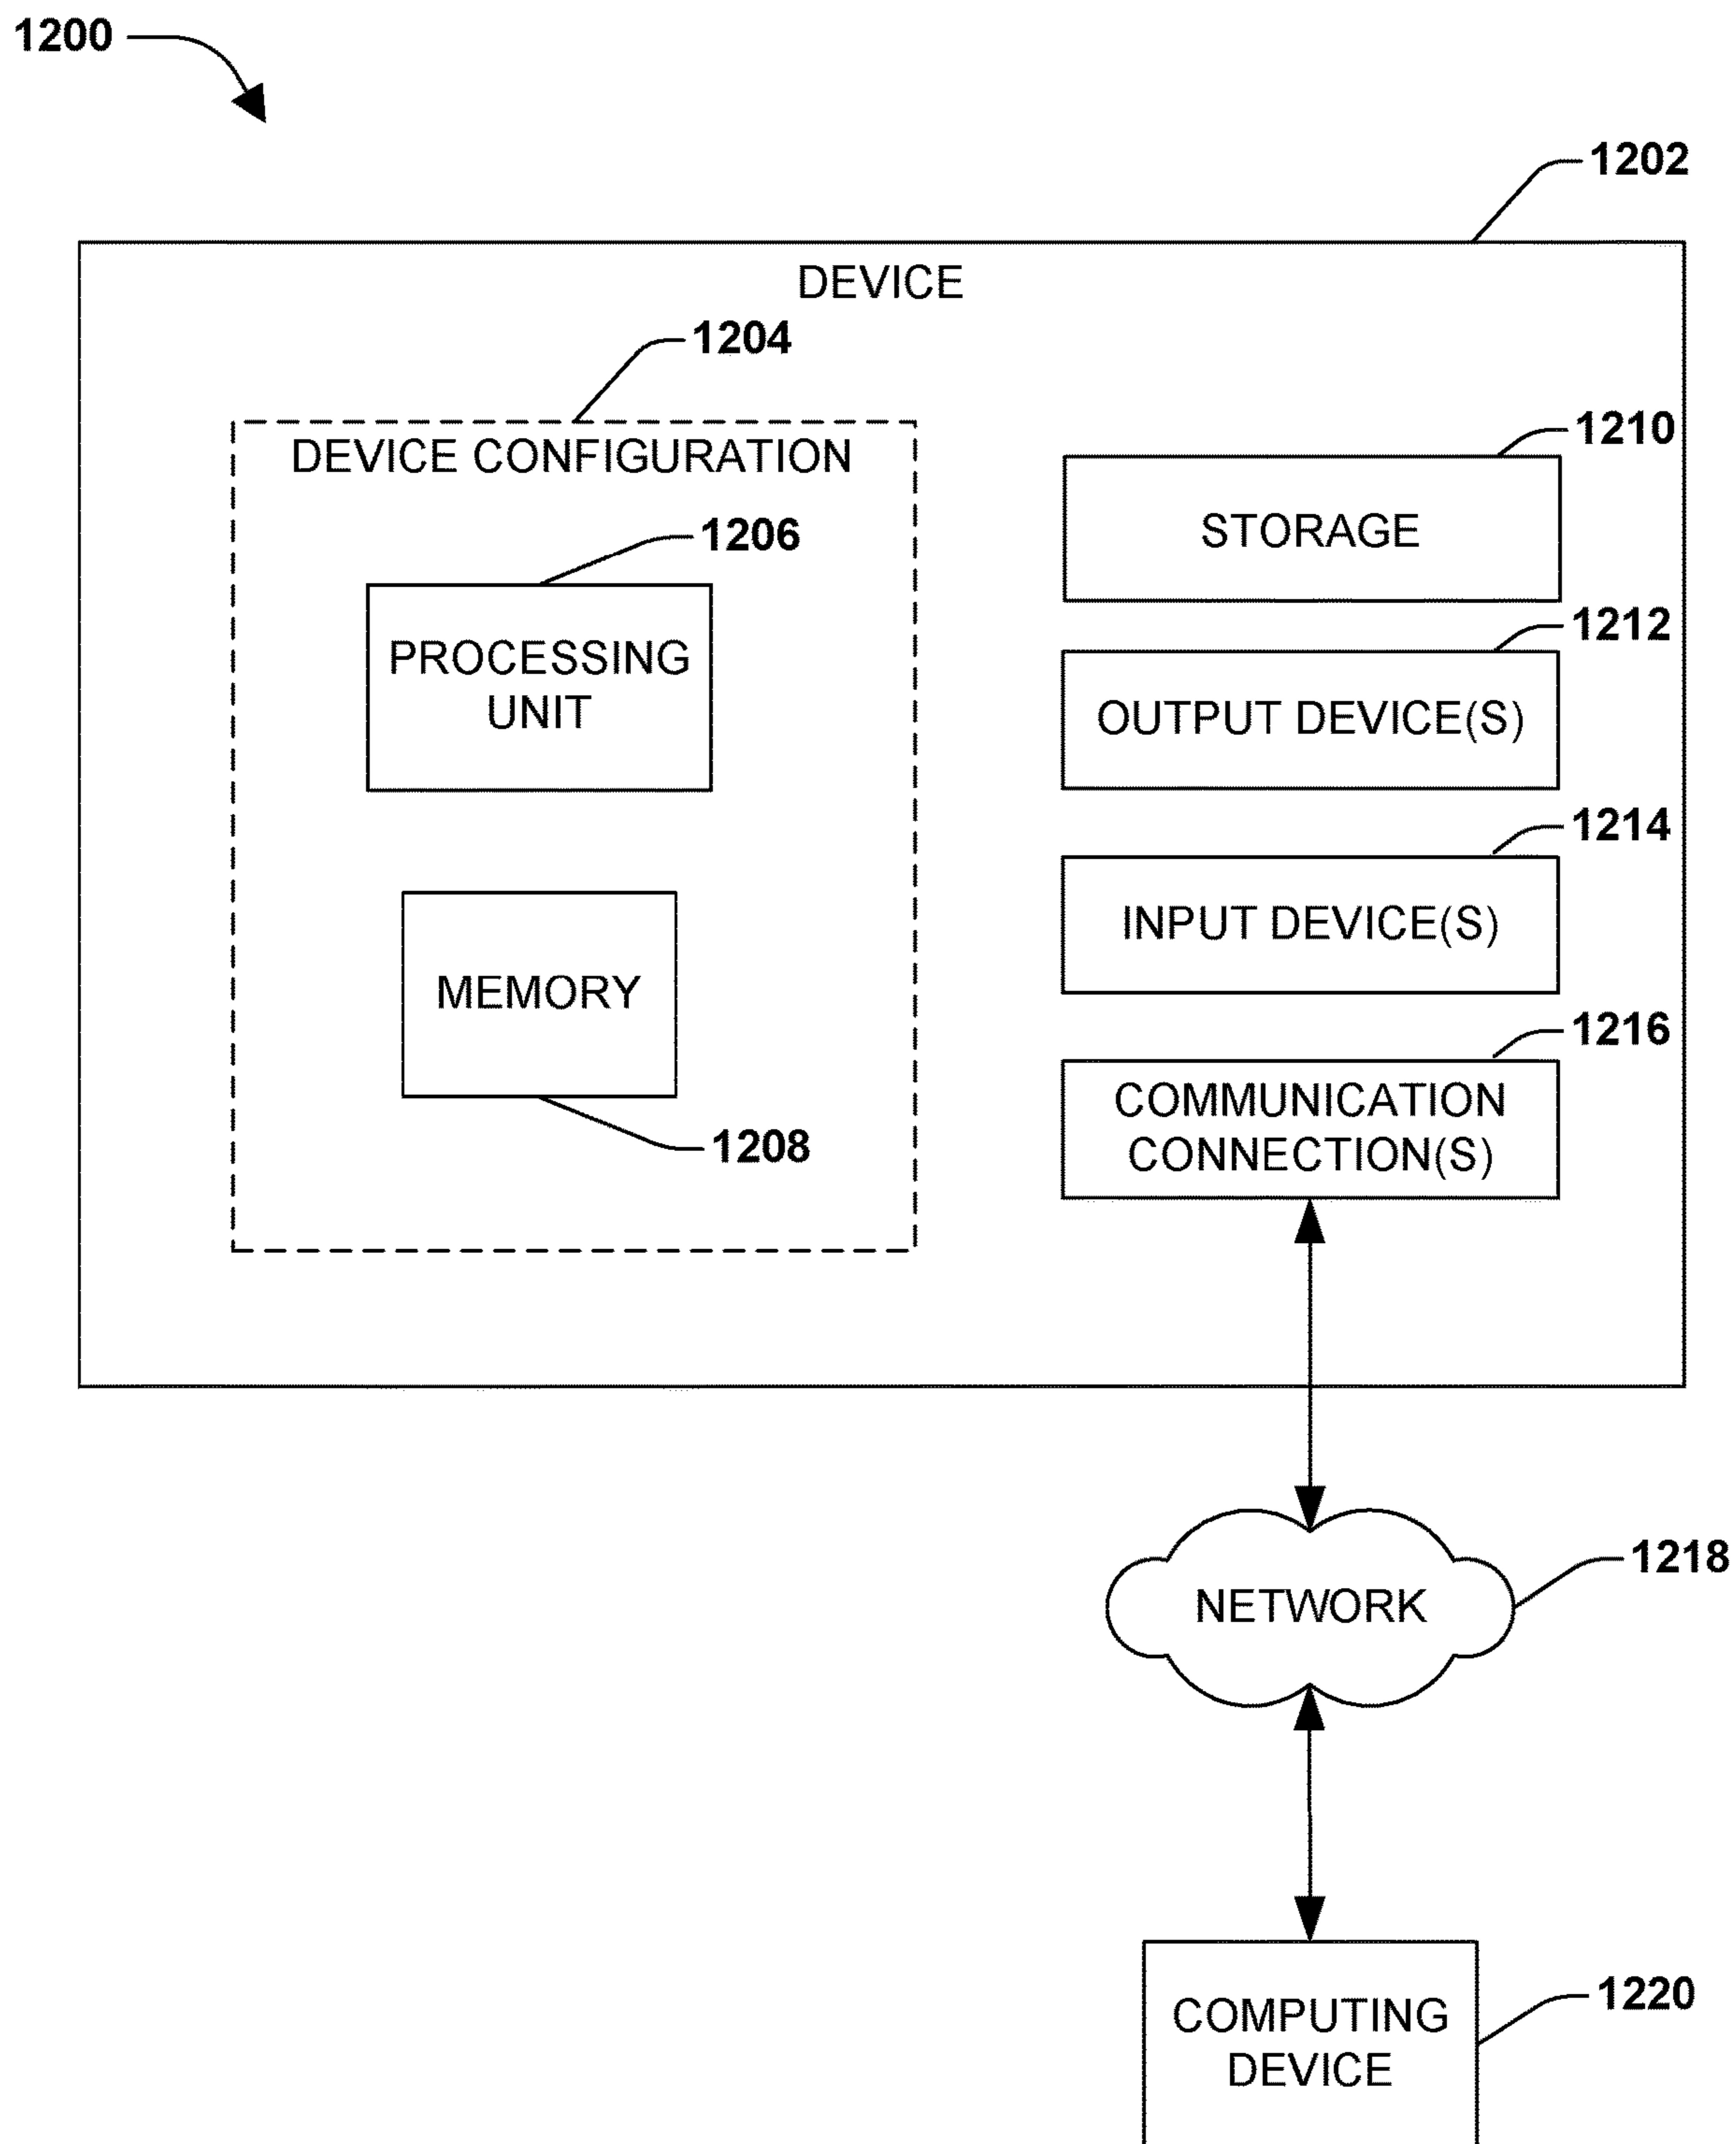 1200
1202
DEVICE
1204
DEVICE CONFIGURATION
1206
PROCESSING
UNIT
MEMORY
1208
1210
STORAGE
1212
OUTPUT DEVICE(S)
1214
INPUT DEVICE(S)
1216
COMMUNICATION
CONNECTION(S)
1218
NETWORK
1220
COMPUTING
DEVICE